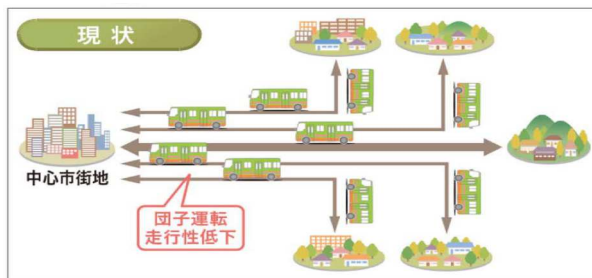 現状
中心市街地
団子運転
走行性低下